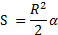 S = R²/2 α